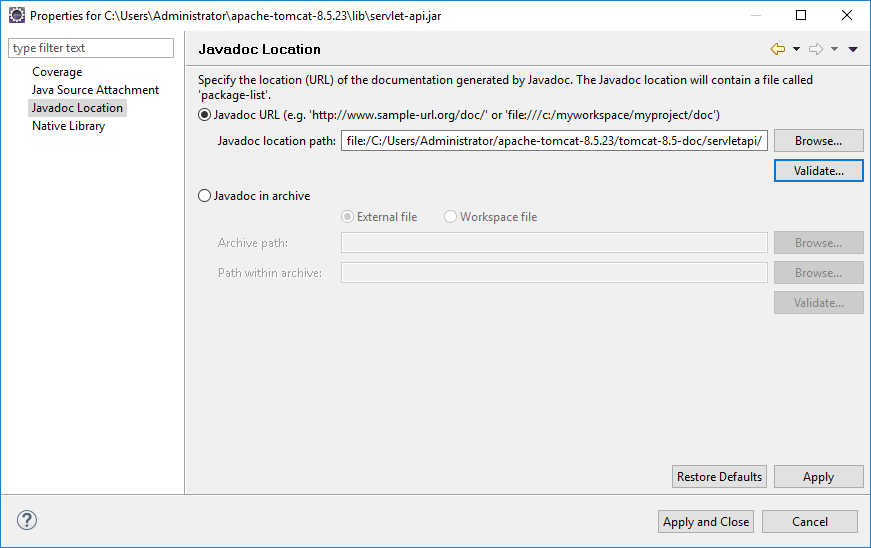 Properties for C:\Users\Administrator\apache-tomcat-8.5.23\lib\servlet-api.jar
type filter text
Coverage
Java Source Attachment
Javadoc Location
Native Library
Javadoc Location
Specify the location (URL) of the documentation generated by Javadoc. The Javadoc location will contain a file called
'package-list'.
Javadoc URL (e.g. 'http://www.sample-url.org/doc/' or 'file:///c:/myworkspace/myproject/doc')
Javadoc location path: file:/C:/Users/Administrator/apache-tomcat-8.5.23/tomcat-8.5-doc/servletapi/ Browse...
Validate...
Javadoc in archive
External file Workspace file
Archive path: Browse...
Path within archive: Browse...
Validate...
Restore Defaults Apply
? Apply and Close Cancel